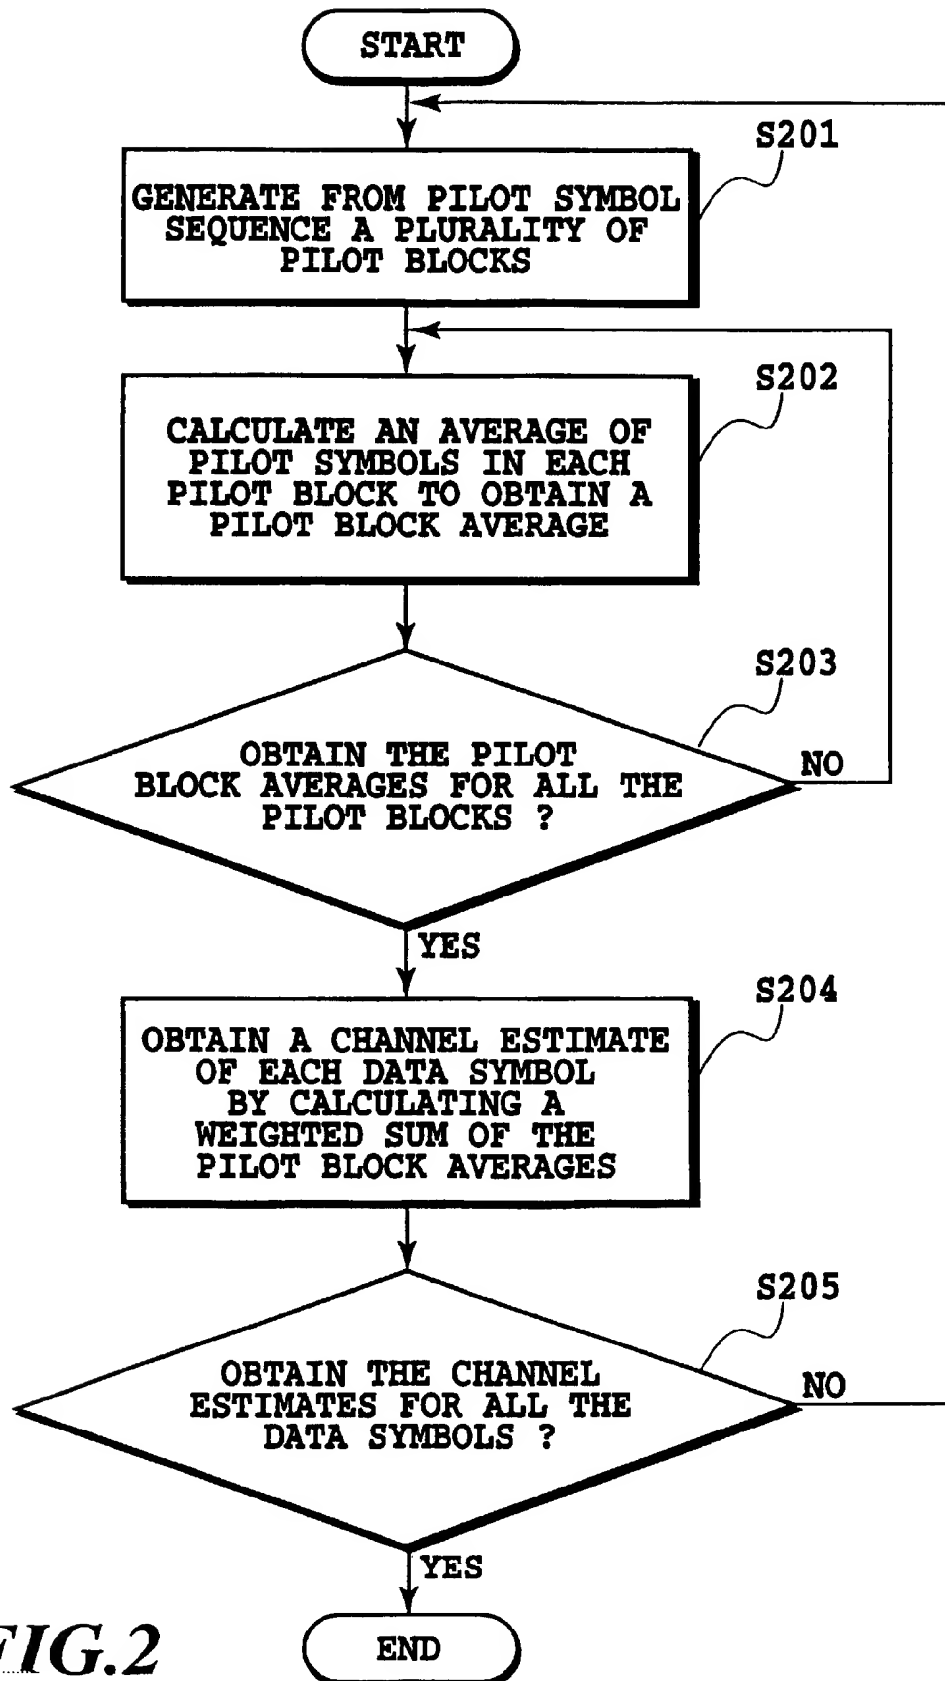 START
S201
GENERATE FROM PILOT SYMBOL
SEQUENCE A PLURALITY OF
PILOT BLOCKS
S202
CALCULATE AN AVERAGE OF
PILOT SYMBOLS IN EACH
PILOT BLOCK TO OBTAIN A
PILOT BLOCK AVERAGE
S203
OBTAIN THE PILOT
BLOCK AVERAGES FOR ALL THE
PILOT BLOCKS ?
NO
YES
S204
OBTAIN A CHANNEL ESTIMATE
OF EACH DATA SYMBOL
BY CALCULATING A
WEIGHTED SUM OF THE
PILOT BLOCK AVERAGES
S205
OBTAIN THE CHANNEL
ESTIMATES FOR ALL THE
DATA SYMBOLS ?
NO
YES
END
FIG.2